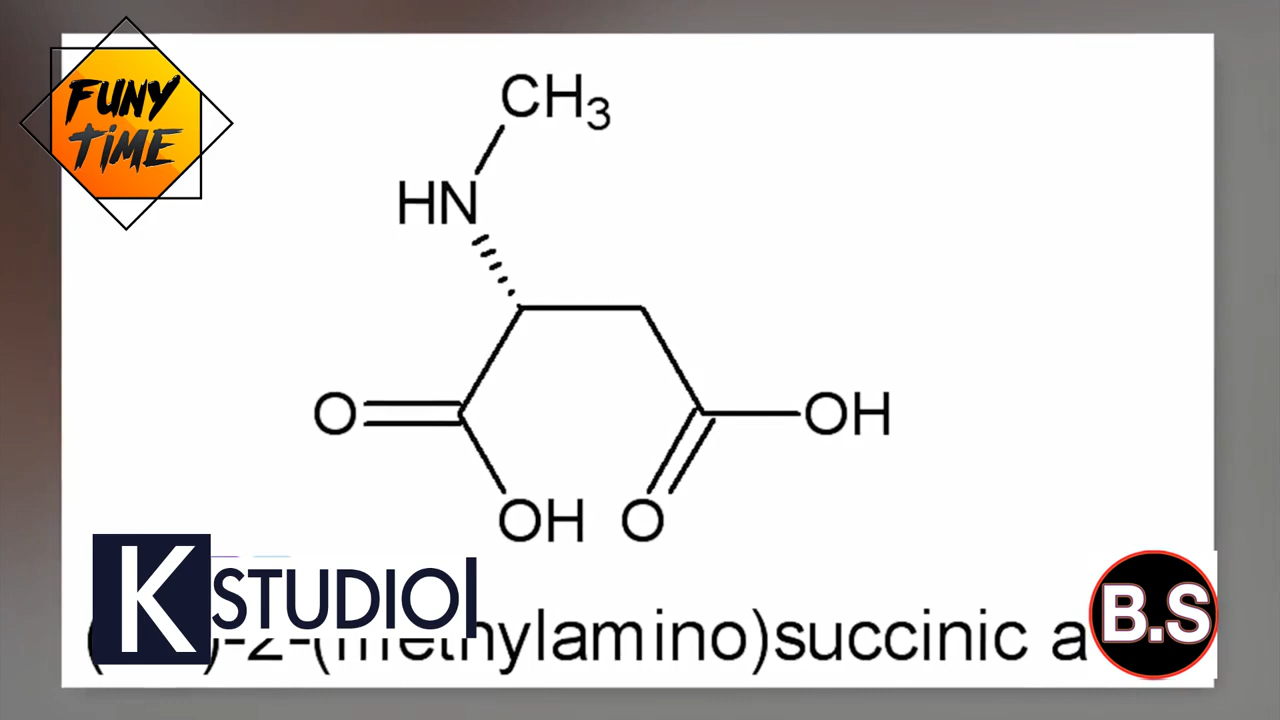 FUNY
TIME
CH3
HN
O
OH
OH
O
K STUDIO
-2-(methylamino)succinic a
B.S